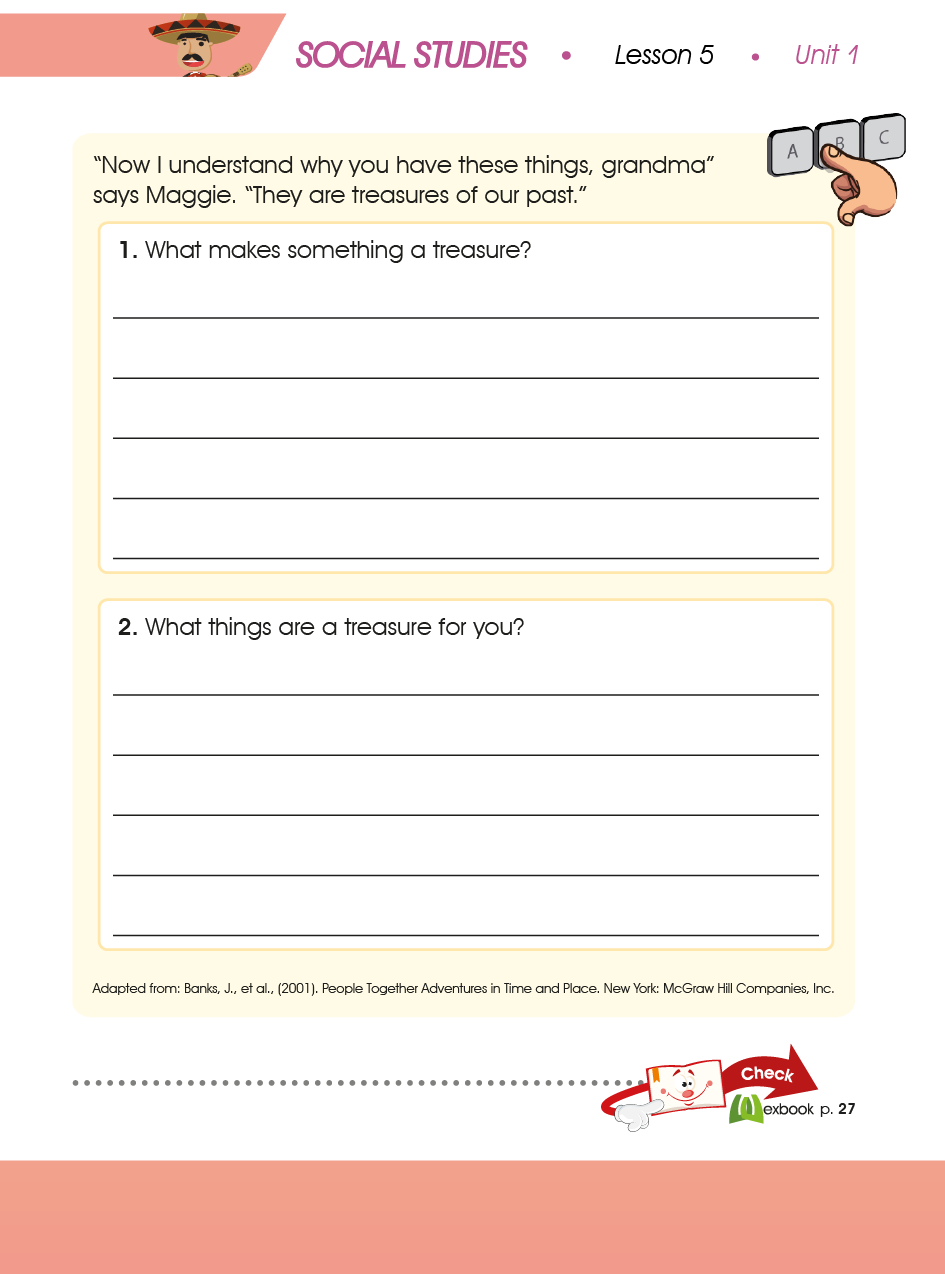 SOCIAL STUDIES • Lesson 5 • Unit 1
A B C
“Now I understand why you have these things, grandma”
says Maggie. “They are treasures of our past.“
1. What makes something a treasure?
2. What things are a treasure for you?
Adapted from: Banks, J., et al., (2001). People Together Adventures in Time and Place. New York: McGraw Hill Companies, Inc.
Check
exbook p. 27